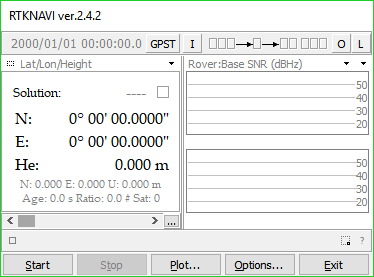 RTKNAVI ver.2.4.2
2000/01/01 00:00:00.0 GPST I O L
Lat/Lon/Height
Rover:Base SNR (dBHz)
Solution: ----
N: 0° 00' 00.0000"
E: 0° 00' 00.0000"
He: 0.000 m
N: 0.000 E: 0.000 U: 0.000 m
Age: 0.0 s Ratio: 0.0 # Sat: 0
50
40
30
20
50
40
30
20
...
?
Start Stop Plot... Options... Exit